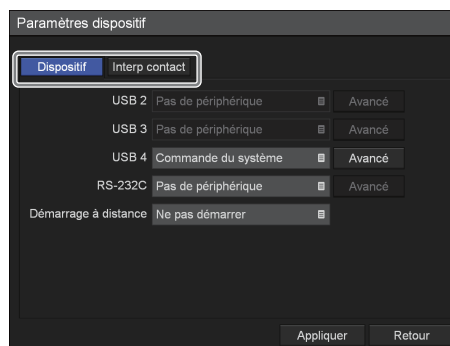 Paramètres dispositif
Dispositif Interp contact
USB 2 Pas de périphérique Avancé
USB 3 Pas de périphérique Avancé
USB 4 Commande du système Avancé
RS-232C Pas de périphérique Avancé
Démarrage à distance Ne pas démarrer
Appliquer Retour